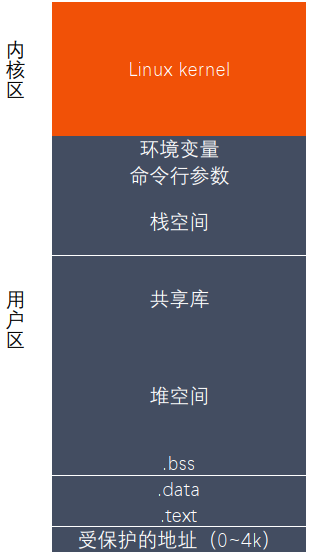 内核区
Linux kernel
环境变量
命令行参数
栈空间
用户区
共享库
堆空间
.bss
.data
.text
受保护的地址（0~4k）